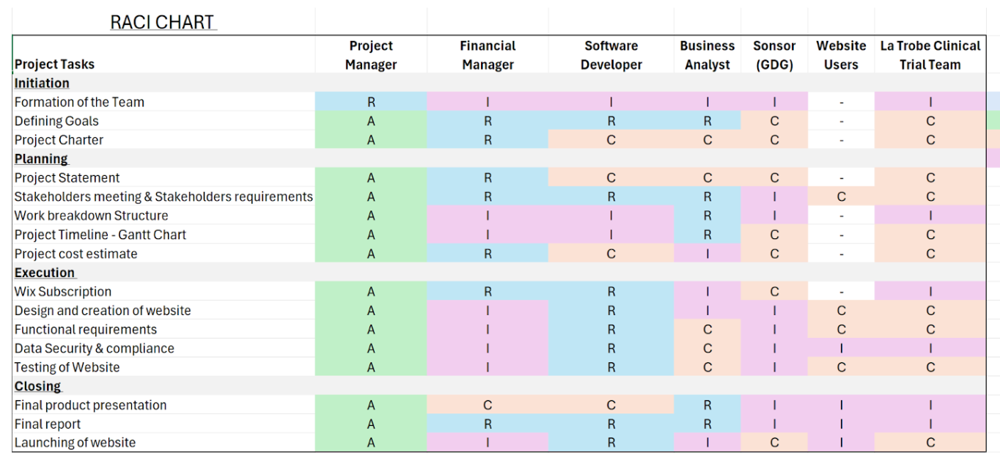 RACI CHART
Project Tasks Project Manager Financial Manager Software Developer Business Analyst Sonsor (GDG) Website Users La Trobe Clinical Trial Team
Initiation
Formation of the Team R I I I I - I
Defining Goals A R R R C - C
Project Charter A R C C C - C
Planning
Project Statement A R C C C - C
Stakeholders meeting & Stakeholders requirements A R R R I C C
Work breakdown Structure A I I R I - I
Project Timeline - Gantt Chart A I I R C - C
Project cost estimate A R C I C - C
Execution
Wix Subscription A R R I C - I
Design and creation of website A I R I I C C
Functional requirements A I R C I C C
Data Security & compliance A I R C I I I
Testing of Website A I R C I C C
Closing
Final product presentation A C C R I I I
Final report A R R R I I I
Launching of website A I R I C I C